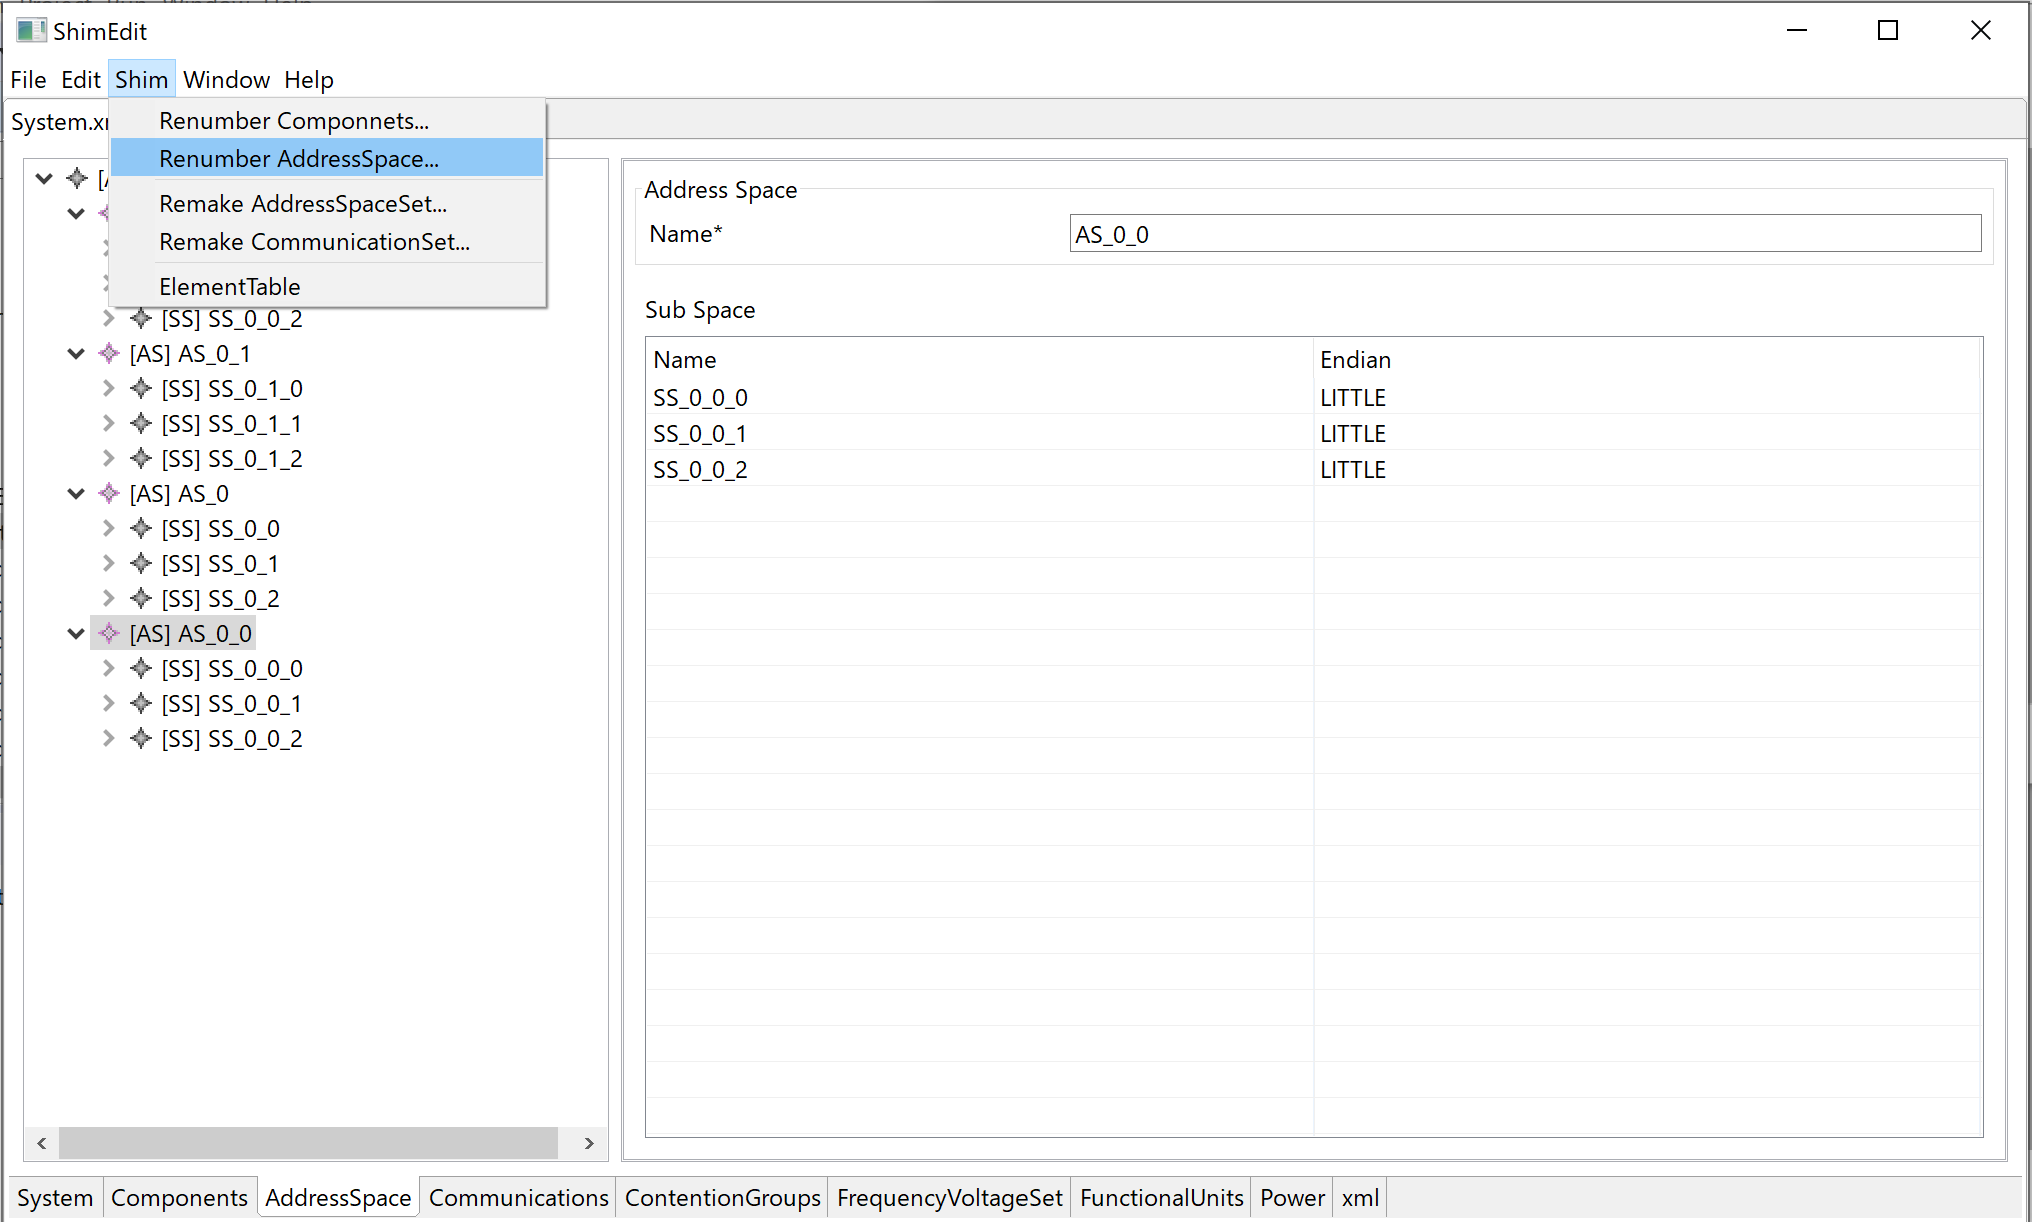 ShimEdit
File Edit Shim Window Help
System.x
Renumber Componnets...
Renumber AddressSpace...
Remake AddressSpaceSet...
Remake CommunicationSet...
ElementTable
[SS] SS_0_0_2
[AS] AS_0_1
[SS] SS_0_1_0
[SS] SS_0_1_1
[SS] SS_0_1_2
[AS] AS_0
[SS] SS_0_0
[SS] SS_0_1
[SS] SS_0_2
[AS] AS_0_0
[SS] SS_0_0_0
[SS] SS_0_0_1
[SS] SS_0_0_2
Address Space
Name* AS_0_0
Sub Space
Name Endian
SS_0_0_0 LITTLE
SS_0_0_1 LITTLE
SS_0_0_2 LITTLE
System Components AddressSpace Communications ContentionGroups FrequencyVoltageSet FunctionalUnits Power xml